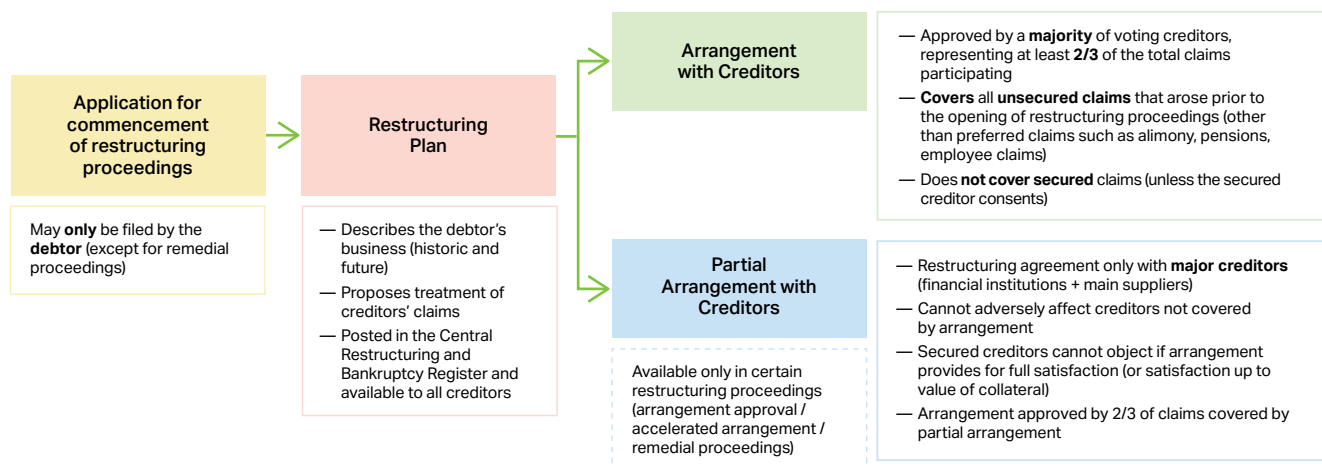 Application for
commencement
of restructuring
proceedings
May only be filed by the
debtor (except for remedial
proceedings)
Restructuring
Plan
— Describes the debtor’s
business (historic and
future)
— Proposes treatment of
creditors’ claims
— Posted in the Central
Restructuring and
Bankruptcy Register and
available to all creditors
Arrangement
with Creditors
— Approved by a majority of voting creditors,
representing at least 2/3 of the total claims
participating
— Covers all unsecured claims that arose prior to
the opening of restructuring proceedings (other
than preferred claims such as alimony, pensions,
employee claims)
— Does not cover secured claims (unless the secured
creditor consents)
Partial
Arrangement with
Creditors
Available only in certain
restructuring proceedings
(arrangement approval /
accelerated arrangement /
remedial proceedings)
— Restructuring agreement only with major creditors
(financial institutions + main suppliers)
— Cannot adversely affect creditors not covered
by arrangement
— Secured creditors cannot object if arrangement
provides for full satisfaction (or satisfaction up to
value of collateral)
— Arrangement approved by 2/3 of claims covered by
partial arrangement